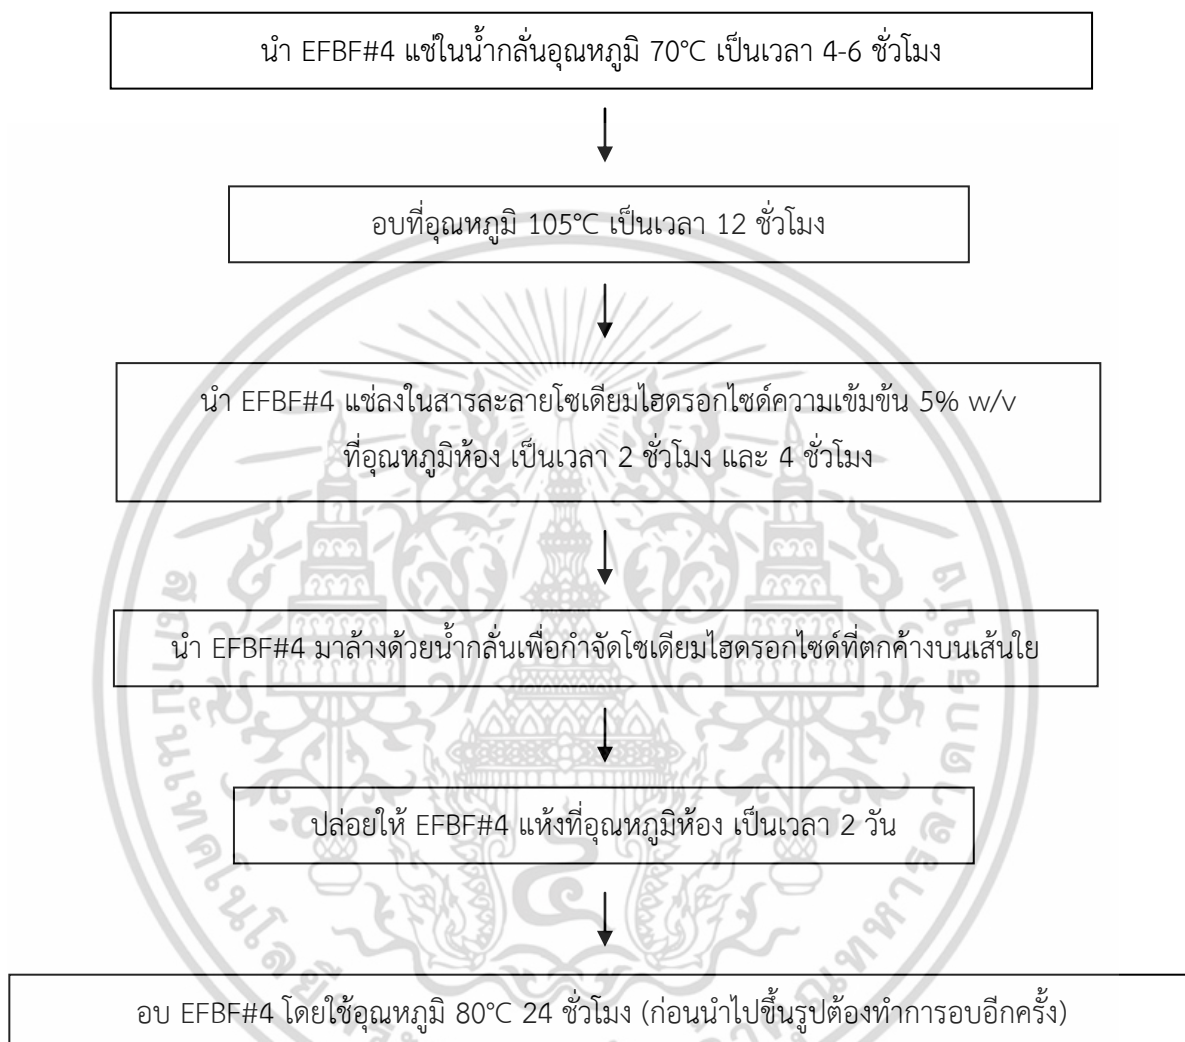 นำ EFBF#4 แช่ในน้ำกลั่นอุณหภูมิ 70°C เป็นเวลา 4-6 ชั่วโมง
อบที่อุณหภูมิ 105°C เป็นเวลา 12 ชั่วโมง
นำ EFBF#4 แช่ลงในสารละลายโซเดียมไฮดรอกไซด์ความเข้มข้น 5% w/v
ที่อุณหภูมิห้อง เป็นเวลา 2 ชั่วโมง และ 4 ชั่วโมง
นำ EFBF#4 มาล้างด้วยน้ำกลั่นเพื่อกำจัดโซเดียมไฮดรอกไซด์ที่ตกค้างบนเส้นใย
ปล่อยให้ EFBF#4 แห้งที่อุณหภูมิห้อง เป็นเวลา 2 วัน
อบ EFBF#4 โดยใช้อุณหภูมิ 80°C 24 ชั่วโมง (ก่อนนำไปขึ้นรูปต้องทำการอบอีกครั้ง)